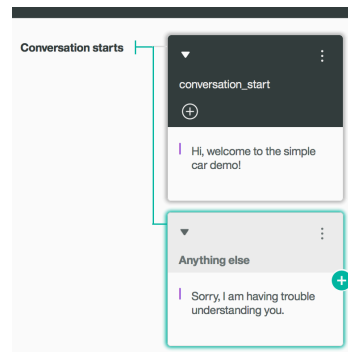 Conversation starts
conversation_start
Hi, welcome to the simple
car demo!
Anything else
Sorry, I am having trouble
understanding you.